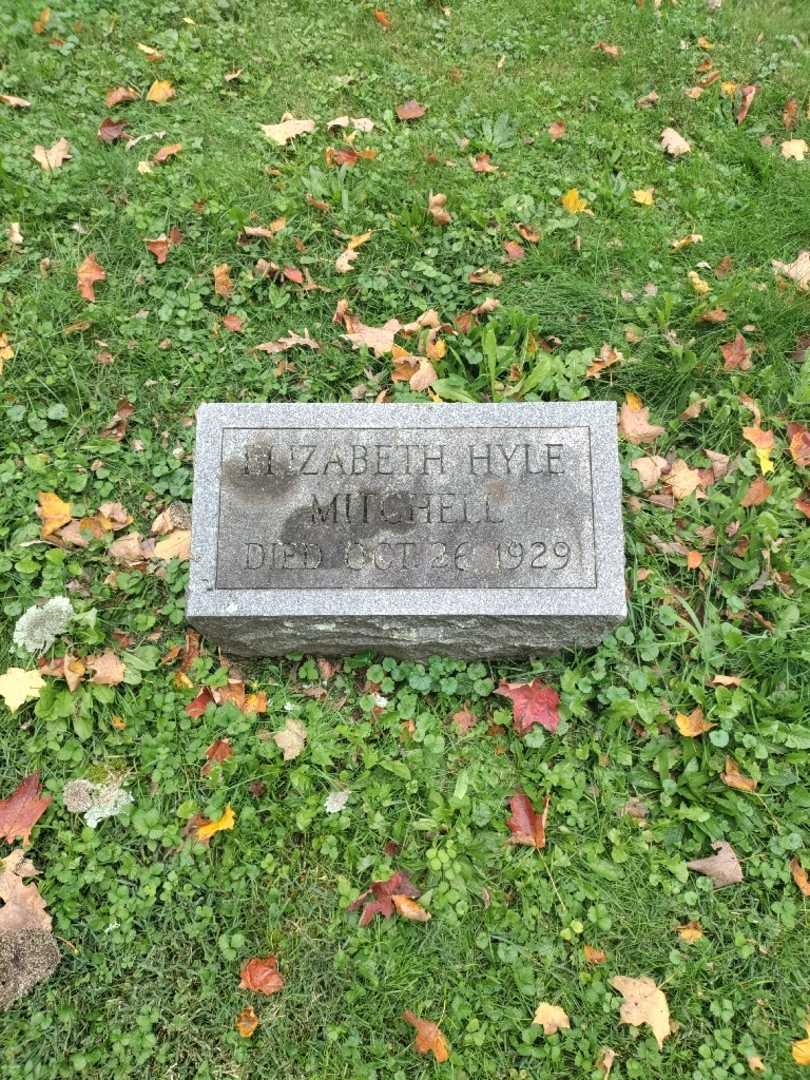 ELIZABETH HYLE
MITCHELL
DIED OCT. 26, 1929